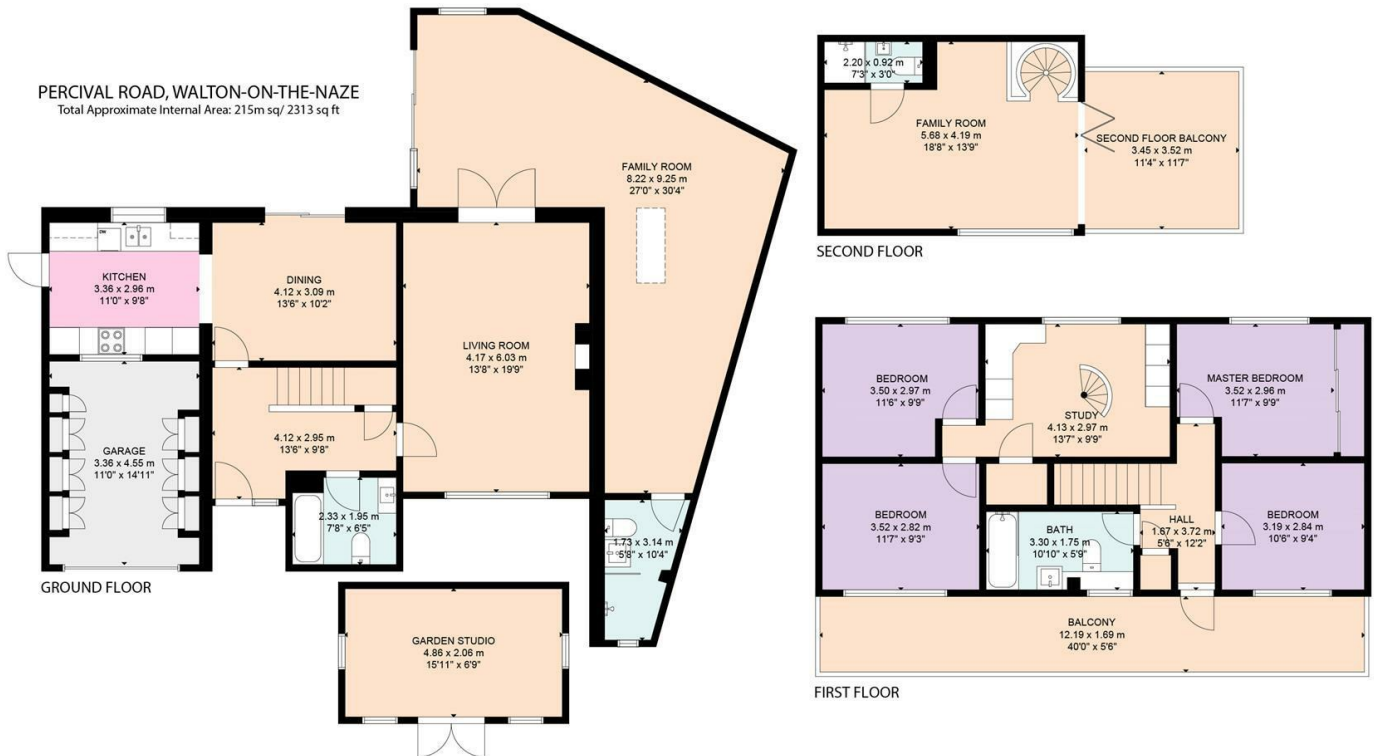 PERCIVAL ROAD, WALTON-ON-THE-NAZE
Total Approximate Internal Area: 215m sq/ 2313 sq ft
KITCHEN
3.36 x 2.96 m
11'0" x 9'8"
DINING
4.12 x 3.09 m
13'6" x 10'2"
FAMILY ROOM
8.22 x 9.25 m
27'0" x 30'4"
LIVING ROOM
4.17 x 6.03 m
13'8" x 19'9"
4.12 x 2.95 m
13'6" x 9'8"
GARAGE
3.36 x 4.55 m
11'0" x 14'11"
2.33 x 1.95 m
7'8" x 6'5"
1.73 x 3.14 m
5'8" x 10'4"
GROUND FLOOR
GARDEN STUDIO
4.86 x 2.06 m
15'11" x 6'9"
2.20 x 0.92 m
7'3" x 3'0"
FAMILY ROOM
5.68 x 4.19 m
18'8" x 13'9"
SECOND FLOOR BALCONY
3.45 x 3.52 m
11'4" x 11'7"
SECOND FLOOR
BEDROOM
3.50 x 2.97 m
11'6" x 9'9"
STUDY
4.13 x 2.97 m
13'7" x 9'9"
MASTER BEDROOM
3.52 x 2.96 m
11'7" x 9'9"
BEDROOM
3.52 x 2.82 m
11'7" x 9'3"
BATH
3.30 x 1.75 m
10'10" x 5'9"
HALL
1.67 x 3.72 m
5'6" x 12'2"
BEDROOM
3.19 x 2.84 m
10'6" x 9'4"
BALCONY
12.19 x 1.69 m
40'0" x 5'6"
FIRST FLOOR